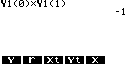 Y1(0)×Y1(1)
-1
Y r Xt Yt X